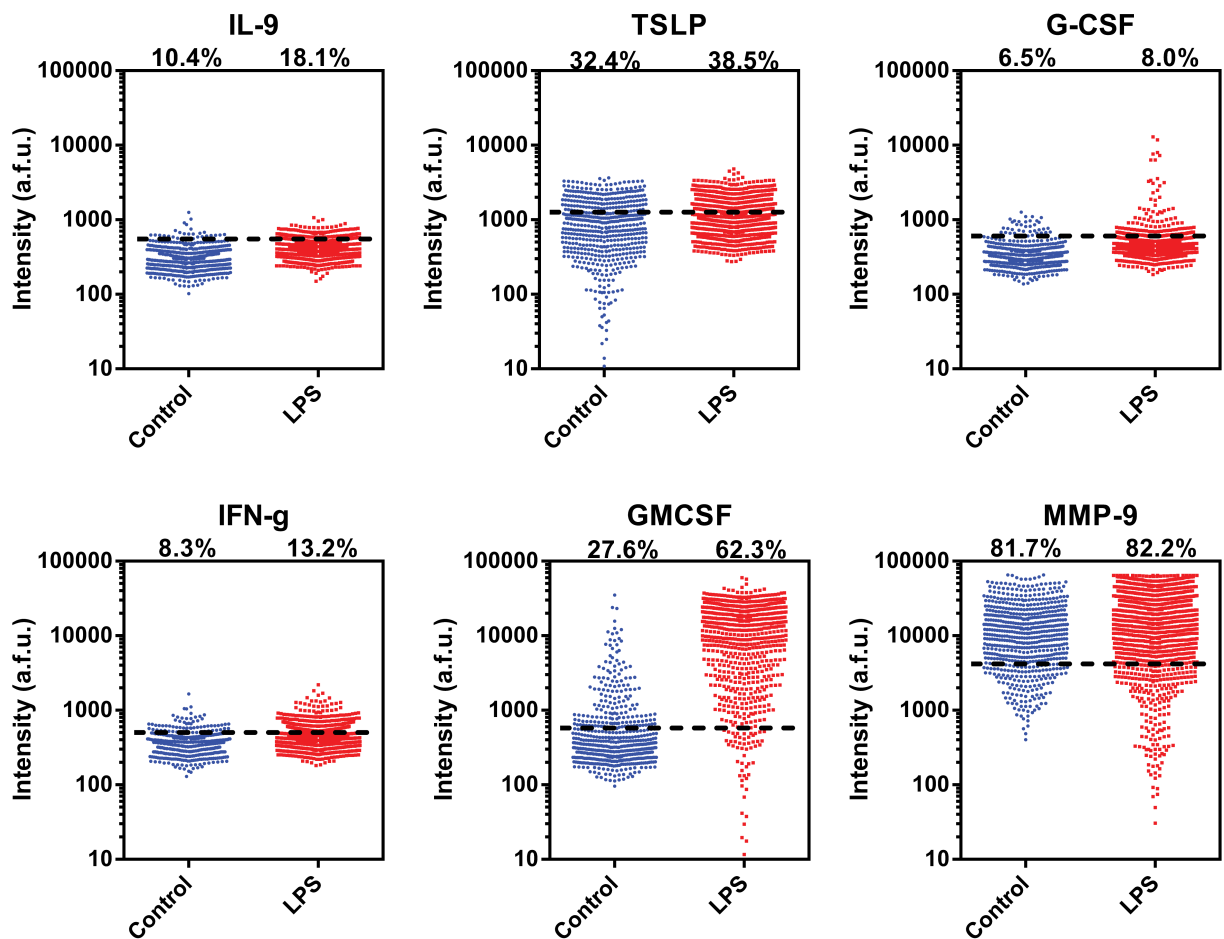 IL-9
10.4% 18.1%
Intensity (a.f.u.)
100000
10000
1000
100
10
Control LPS
TSLP
32.4% 38.5%
Intensity (a.f.u.)
100000
10000
1000
100
10
Control LPS
G-CSF
6.5% 8.0%
Intensity (a.f.u.)
100000
10000
1000
100
10
Control LPS
IFN-g
8.3% 13.2%
Intensity (a.f.u.)
100000
10000
1000
100
10
Control LPS
GMCSF
27.6% 62.3%
Intensity (a.f.u.)
100000
10000
1000
100
10
Control LPS
MMP-9
81.7% 82.2%
Intensity (a.f.u.)
100000
10000
1000
100
10
Control LPS